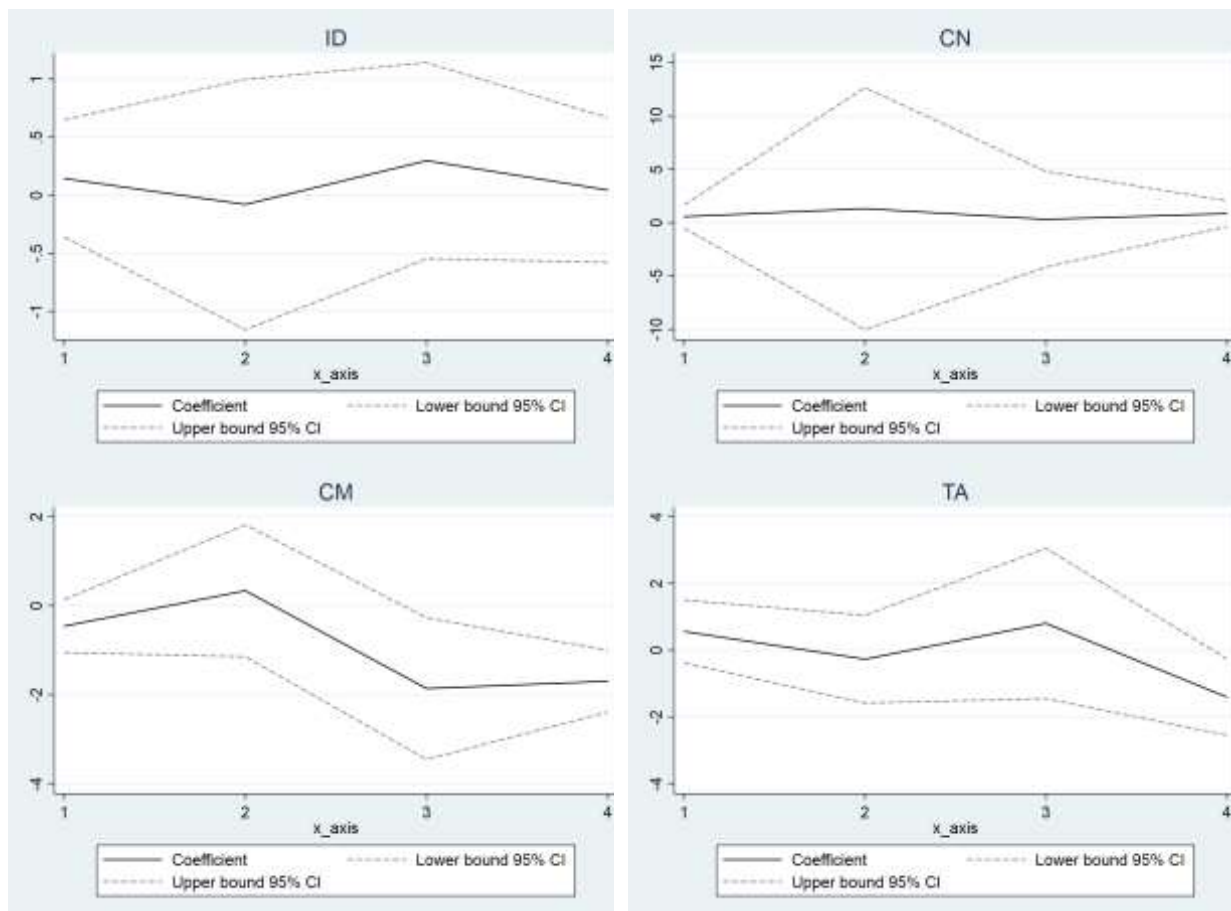 ID
1
.5
0
-.5
-1
1 2 3 4
x_axis
Coefficient Lower bound 95% CI
Upper bound 95% CI
CN
15
10
5
0
-5
-10
1 2 3 4
x_axis
Coefficient Lower bound 95% CI
Upper bound 95% CI
CM
2
0
-2
-4
1 2 3 4
x_axis
Coefficient Lower bound 95% CI
Upper bound 95% CI
TA
4
2
0
-2
-4
1 2 3 4
x_axis
Coefficient Lower bound 95% CI
Upper bound 95% CI